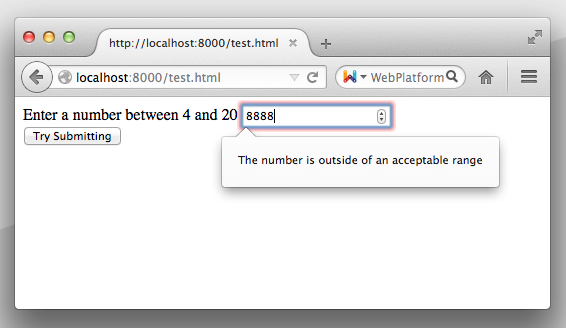 http://localhost:8000/test.html
localhost:8000/test.html
WebPlatform
Enter a number between 4 and 20 8888
Try Submitting
The number is outside of an acceptable range